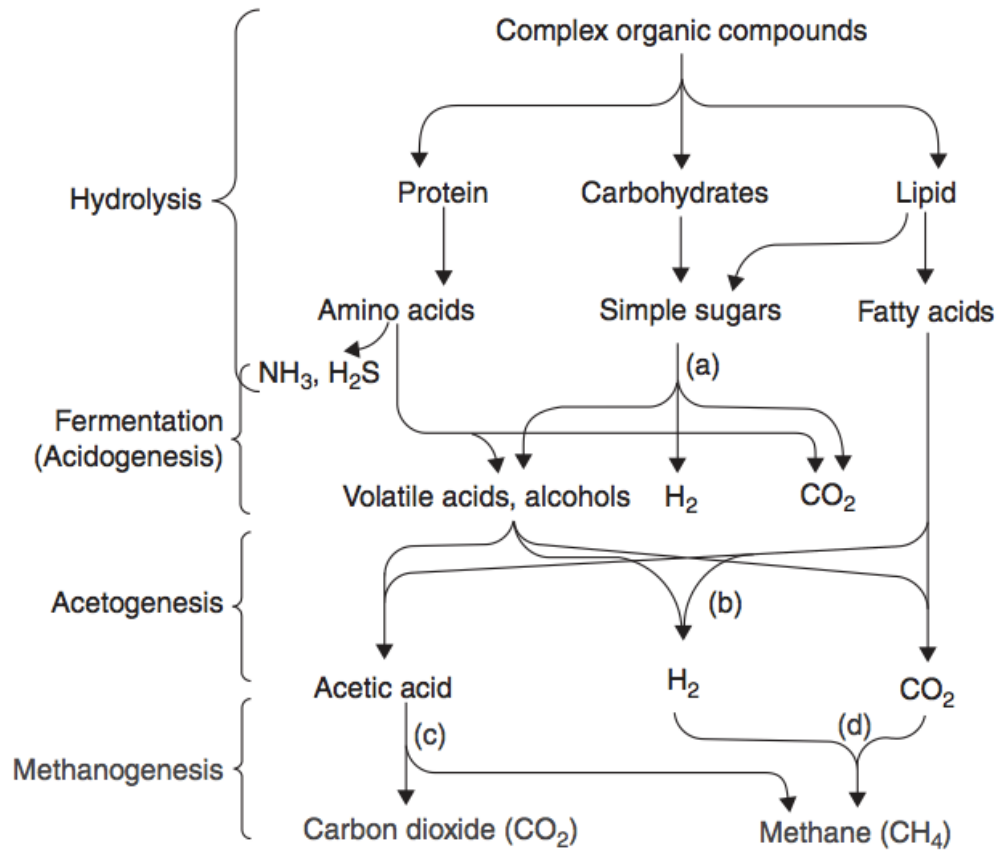 Complex organic compounds
Hydrolysis
Protein
Carbohydrates
Lipid
Amino acids
Simple sugars
Fatty acids
NH₃, H₂S
(a)
Fermentation
(Acidogenesis)
Volatile acids, alcohols
H₂
CO₂
Acetogenesis
(b)
Acetic acid
H₂
CO₂
(c)
(d)
Methanogenesis
Carbon dioxide (CO₂)
Methane (CH₄)